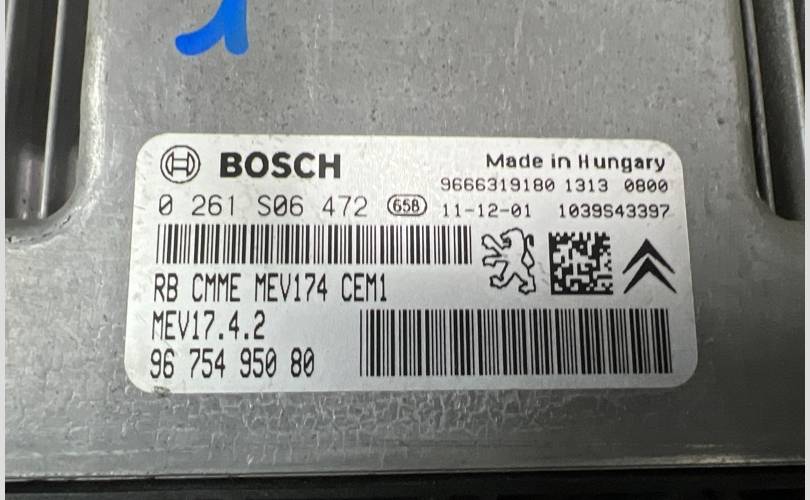 1
BOSCH
Made in Hungary
9666319180 1313 0800
0 261 S06 472 658 11-12-01 1039S43397
RB CMME MEV174 CEM1
MEV17.4.2
96 754 950 80